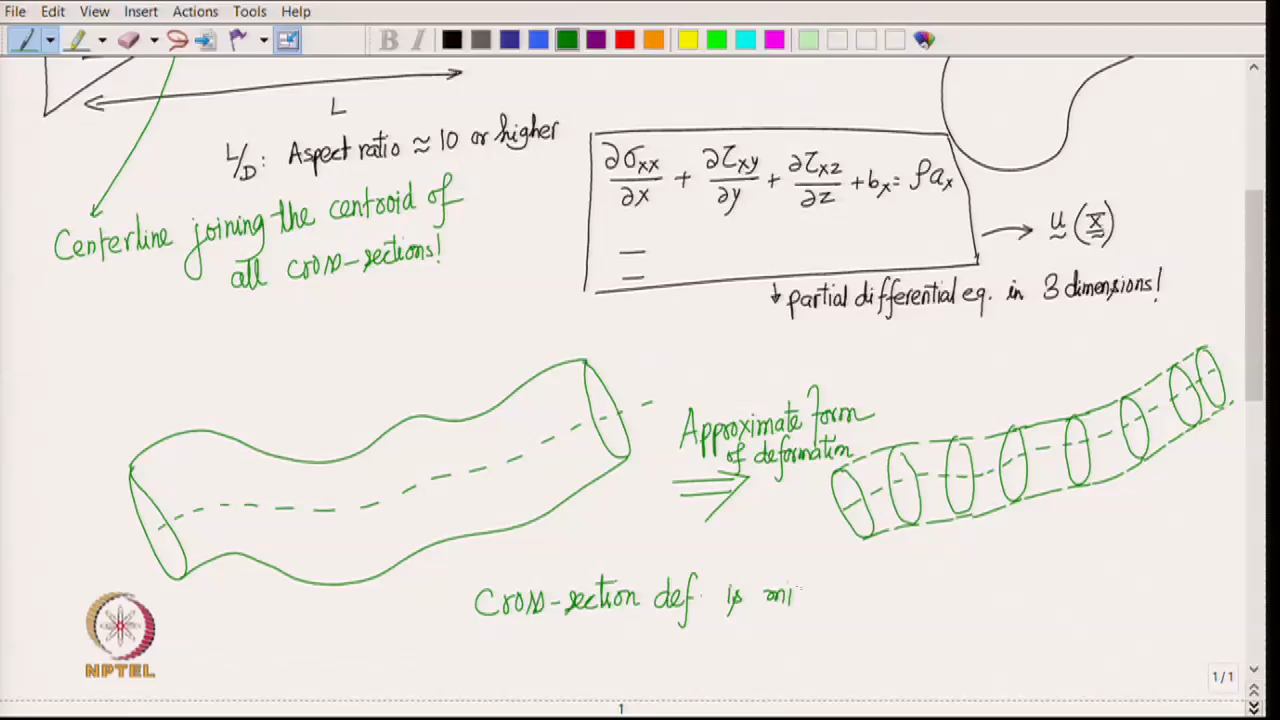 File Edit View Insert Actions Tools Help
B I
L
L/D: Aspect ratio ≈ 10 or higher
Centerline joining the centroid of
all cross-sections!
∂σxx/∂x + ∂τxy/∂y + ∂τxz/∂z + bx = ρax
→ u(x)
partial differential eq. in 3 dimensions!
Approximate form
of deformation
Cross-section def. is mi
NPTEL
1/1
1